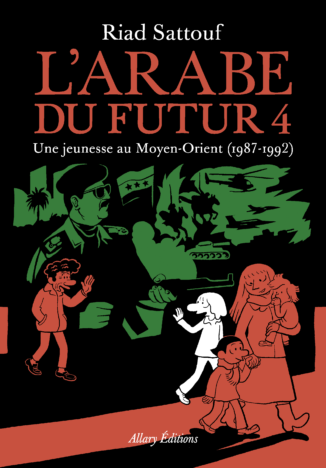 Riad Sattouf
L'ARABE
DU FUTUR 4
Une jeunesse au Moyen-Orient (1987-1992)
Allary Éditions